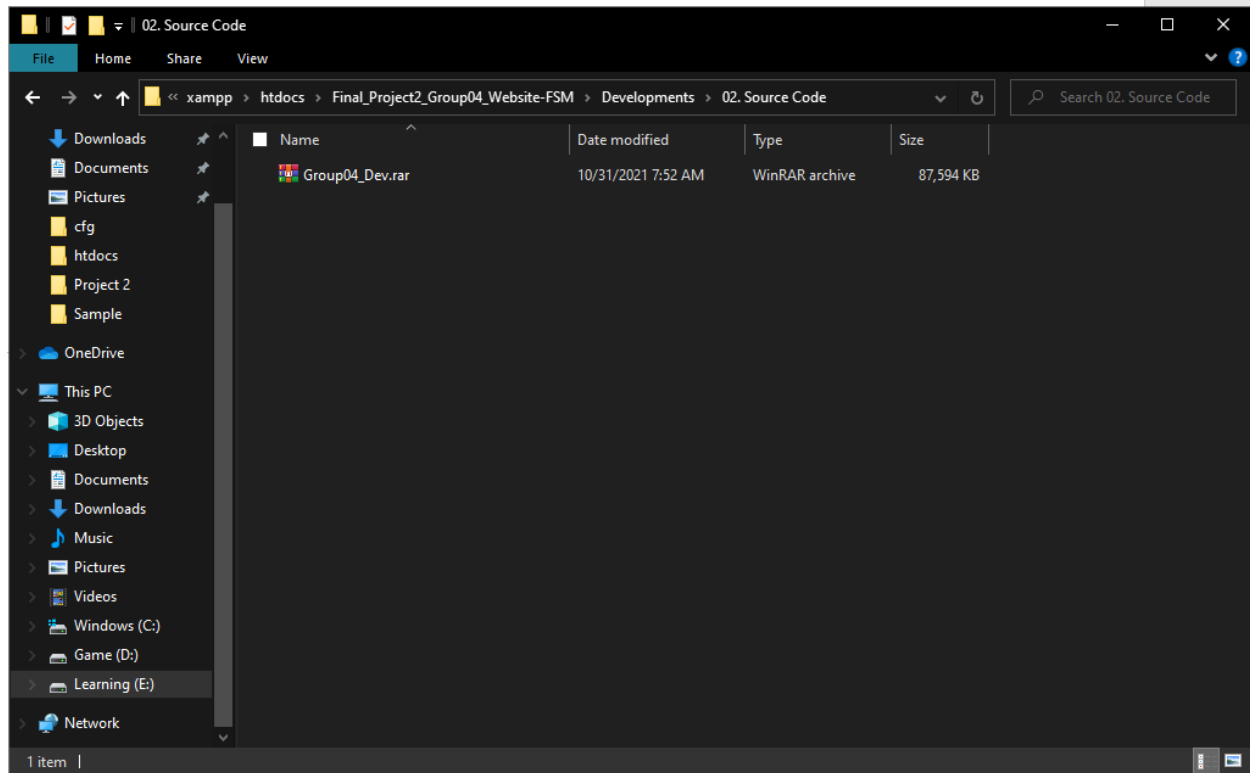 02. Source Code
File Home Share View
« xampp › htdocs › Final_Project2_Group04_Website-FSM › Developments › 02. Source Code
Search 02. Source Code
Downloads
Documents
Pictures
cfg
htdocs
Project 2
Sample
OneDrive
This PC
3D Objects
Desktop
Documents
Downloads
Music
Pictures
Videos
Windows (C:)
Game (D:)
Learning (E:)
Network
Name Date modified Type Size
Group04_Dev.rar 10/31/2021 7:52 AM WinRAR archive 87,594 KB
1 item